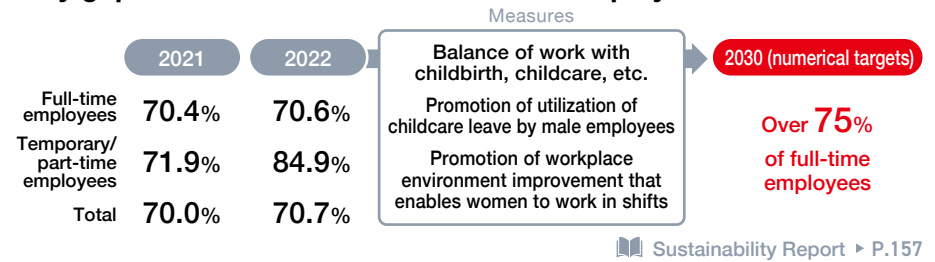 Measures
2021
2022
Balance of work with
childbirth, childcare, etc.
2030 (numerical targets)
Full-time
employees
70.4%
70.6%
Promotion of utilization of
childcare leave by male employees
Over 75%
of full-time
employees
Temporary/
part-time
employees
71.9%
84.9%
Promotion of workplace
environment improvement that
enables women to work in shifts
Total
70.0%
70.7%
Sustainability Report ▸ P.157